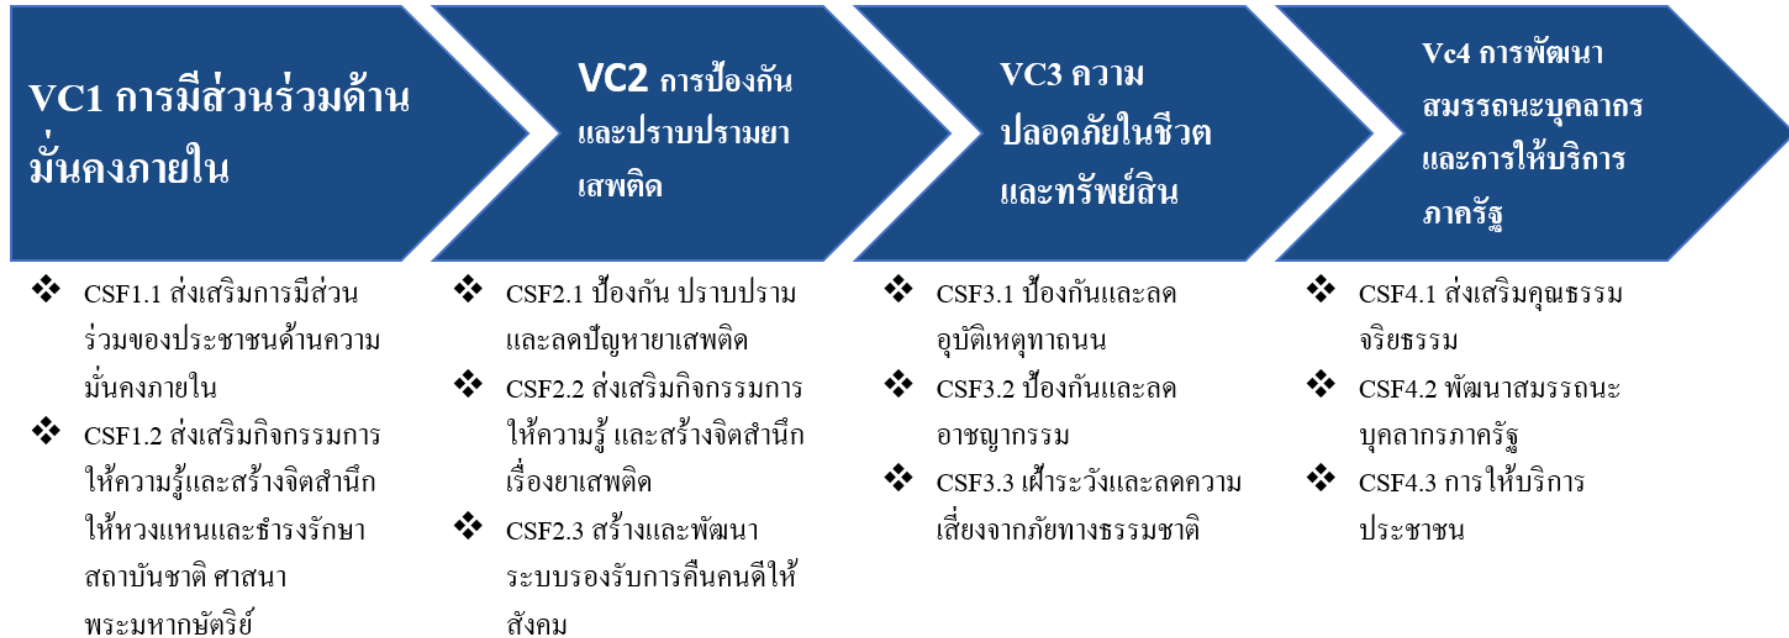 VC1 การมีส่วนร่วมด้าน
มั่นคงภายใน
VC2 การป้องกัน
และปราบปรามยา
เสพติด
VC3 ความ
ปลอดภัยในชีวต
และทรัพย์สิน
Vc4 การพัฒนา
สมรรถนะบุคลากร
และการให้บริการ
ภาครัฐ
❖ CSF1.1 ส่งเสริมการมีส่วน
ร่วมของประชาชนด้านความ
มั่นคงภายใน
❖ CSF1.2 ส่งเสริมกิจกรรมการ
ให้ความรู้และสร้างจิตสำนึก
ให้หวงแหนและธำรงรักษา
สถาบันชาติ ศาสนา
พระมหากษัตริย์
❖ CSF2.1 ป้องกัน ปราบปราม
และลดปัญหายาเสพติด
❖ CSF2.2 ส่งเสริมกิจกรรมการ
ให้ความรู้ และสร้างจิตสำนึก
เรื่องยาเสพติด
❖ CSF2.3 สร้างและพัฒนา
ระบบรองรับการคืนคนดีให้
สังคม
❖ CSF3.1 ป้องกันและลด
อุบัติเหตุทาถนน
❖ CSF3.2 ป้องกันและลด
อาชญากรรม
❖ CSF3.3 เฝ้าระวังและลดความ
เสี่ยงจากภัยทางธรรมชาติ
❖ CSF4.1 ส่งเสริมคุณธรรม
จริยธรรม
❖ CSF4.2 พัฒนาสมรรถนะ
บุคลากรภาครัฐ
❖ CSF4.3 การให้บริการ
ประชาชน